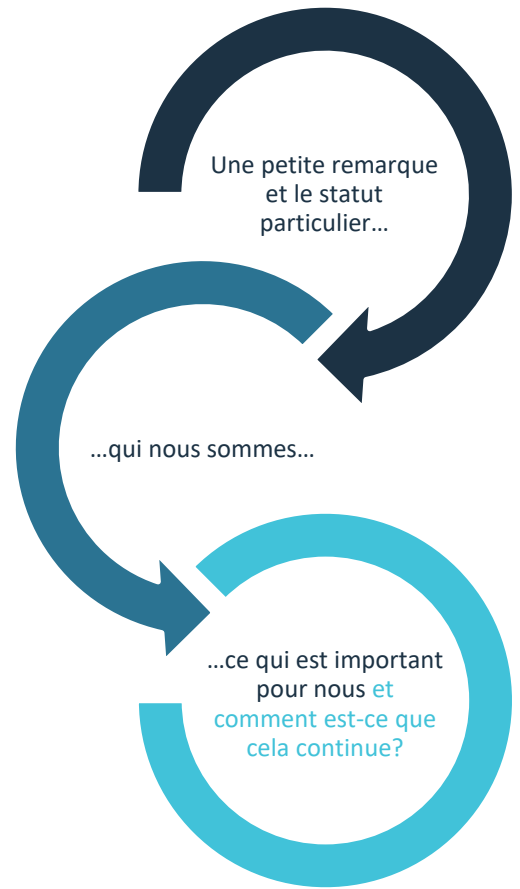 Une petite remarque
et le statut
particulier…
…qui nous sommes…
…ce qui est important
pour nous et
comment est-ce que
cela continue?